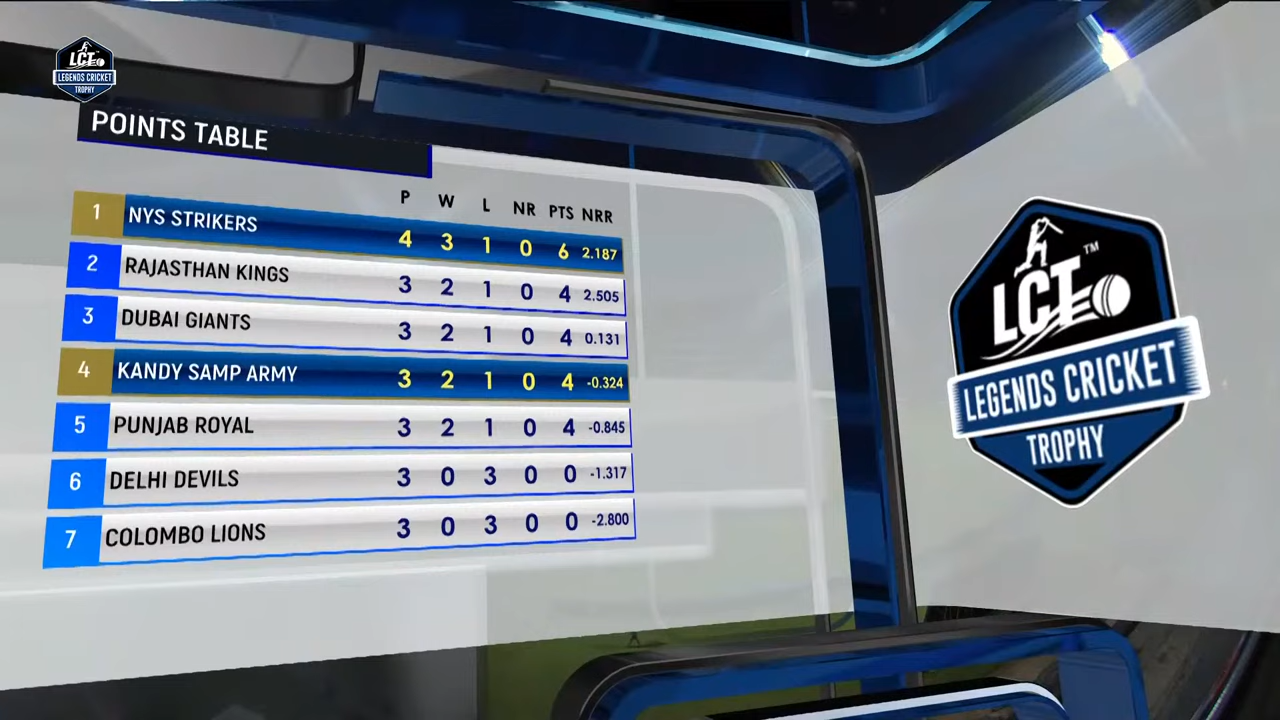 LCT
LEGENDS CRICKET
TROPHY
POINTS TABLE
P W L NR PTS NRR
1 NYS STRIKERS 4 3 1 0 6 2.187
2 RAJASTHAN KINGS 3 2 1 0 4 2.505
3 DUBAI GIANTS 3 2 1 0 4 0.131
4 KANDY SAMP ARMY 3 2 1 0 4 -0.324
5 PUNJAB ROYAL 3 2 1 0 4 -0.845
6 DELHI DEVILS 3 0 3 0 0 -1.317
7 COLOMBO LIONS 3 0 3 0 0 -2.800
LCT™
LEGENDS CRICKET
TROPHY